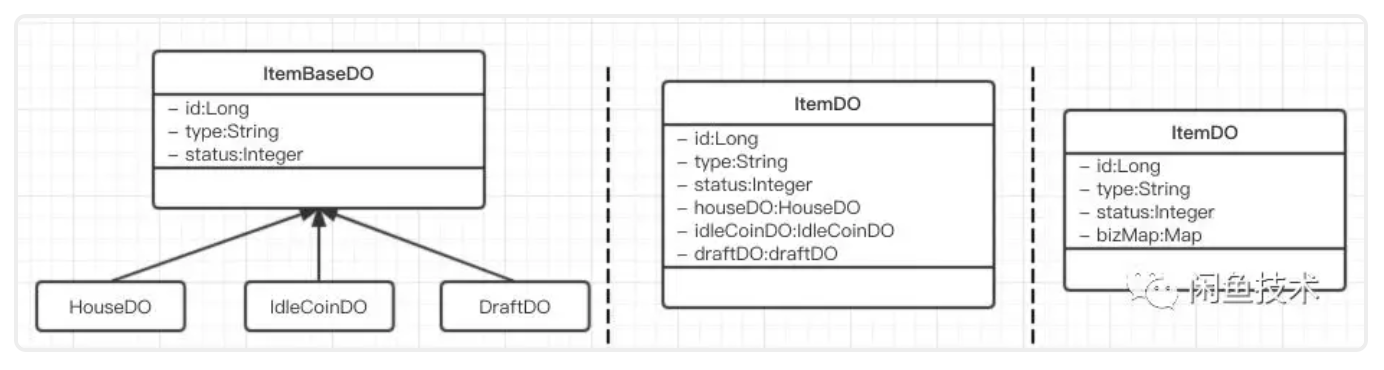 ItemBaseDO
– id:Long
– type:String
– status:Integer
HouseDO
IdleCoinDO
DraftDO
ItemDO
– id:Long
– type:String
– status:Integer
– houseDO:HouseDO
– idleCoinDO:IdleCoinDO
– draftDO:draftDO
ItemDO
– id:Long
– type:String
– status:Integer
– bizMap:Map
闲鱼技术